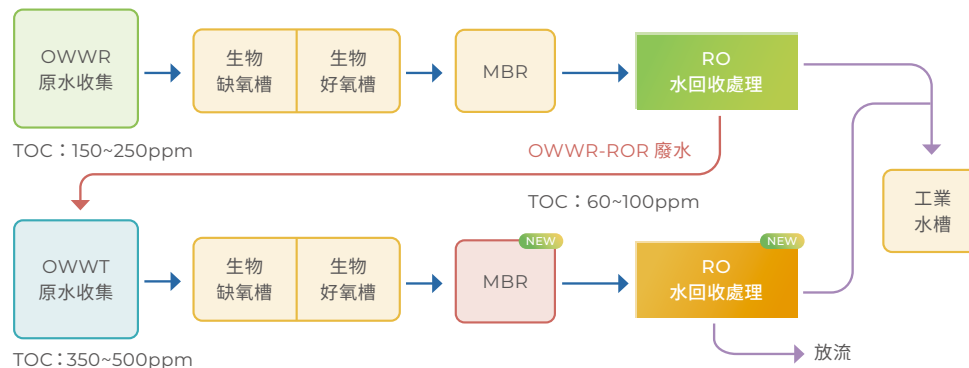 OWWR
原水收集
生物
缺氧槽
生物
好氧槽
MBR
RO
水回收處理
TOC：150~250ppm
OWWR-ROR 廢水
TOC：60~100ppm
工業
水槽
OWWT
原水收集
生物
缺氧槽
生物
好氧槽
NEW
MBR
NEW
RO
水回收處理
TOC：350~500ppm
放流